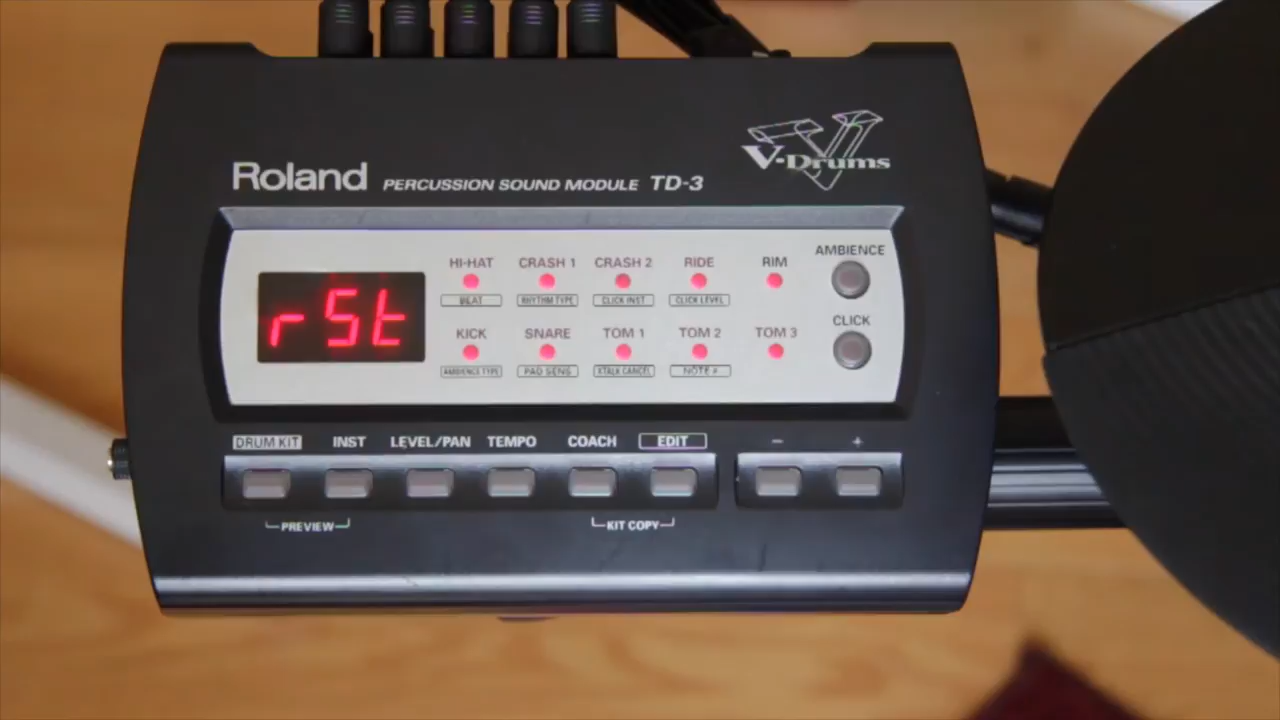 V-Drums
Roland PERCUSSION SOUND MODULE TD-3
AMBIENCE
HI-HAT CRASH 1 CRASH 2 RIDE RIM
BEAT RHYTHM TYPE CLICK INST CLICK LEVEL
rSt
CLICK
KICK SNARE TOM 1 TOM 2 TOM 3
AMBIENCE TYPE PAD SENS XTALK CANCEL NOTE #
DRUM KIT INST LEVEL/PAN TEMPO COACH EDIT - +
PREVIEW KIT COPY